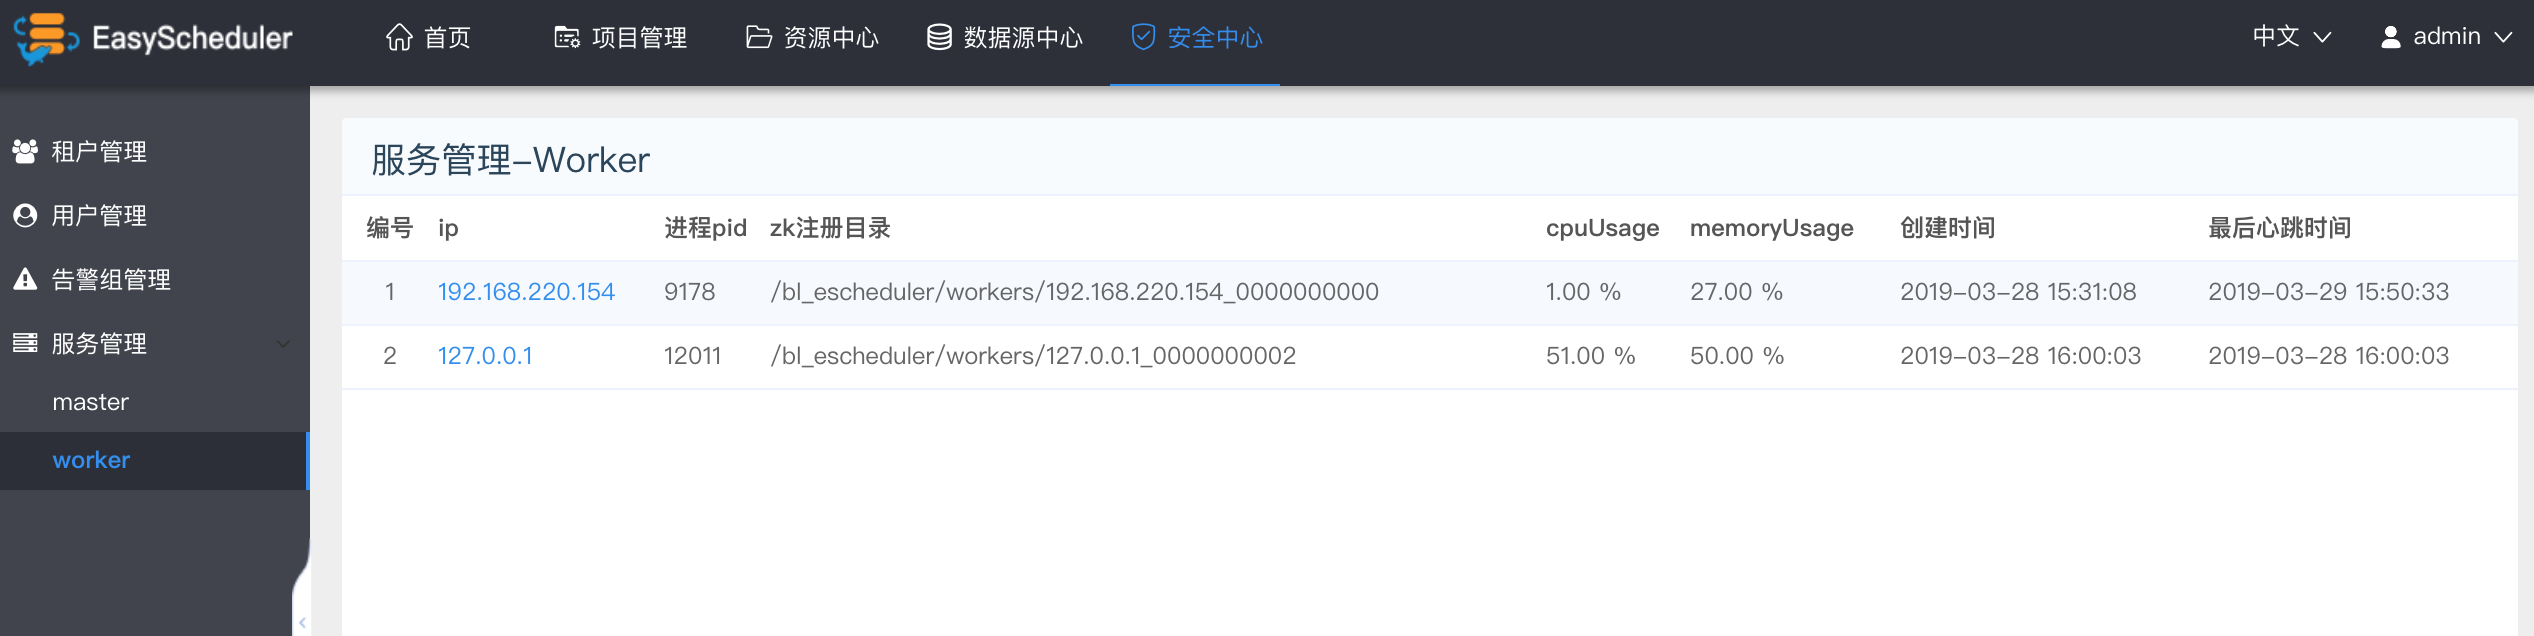 EasyScheduler 首页 项目管理 资源中心 数据源中心 安全中心 中文 admin
租户管理
用户管理
告警组管理
服务管理
master
worker
服务管理-Worker
编号 ip 进程pid zk注册目录 cpuUsage memoryUsage 创建时间 最后心跳时间
1 192.168.220.154 9178 /bl_escheduler/workers/192.168.220.154_0000000000 1.00 % 27.00 % 2019-03-28 15:31:08 2019-03-29 15:50:33
2 127.0.0.1 12011 /bl_escheduler/workers/127.0.0.1_0000000002 51.00 % 50.00 % 2019-03-28 16:00:03 2019-03-28 16:00:03